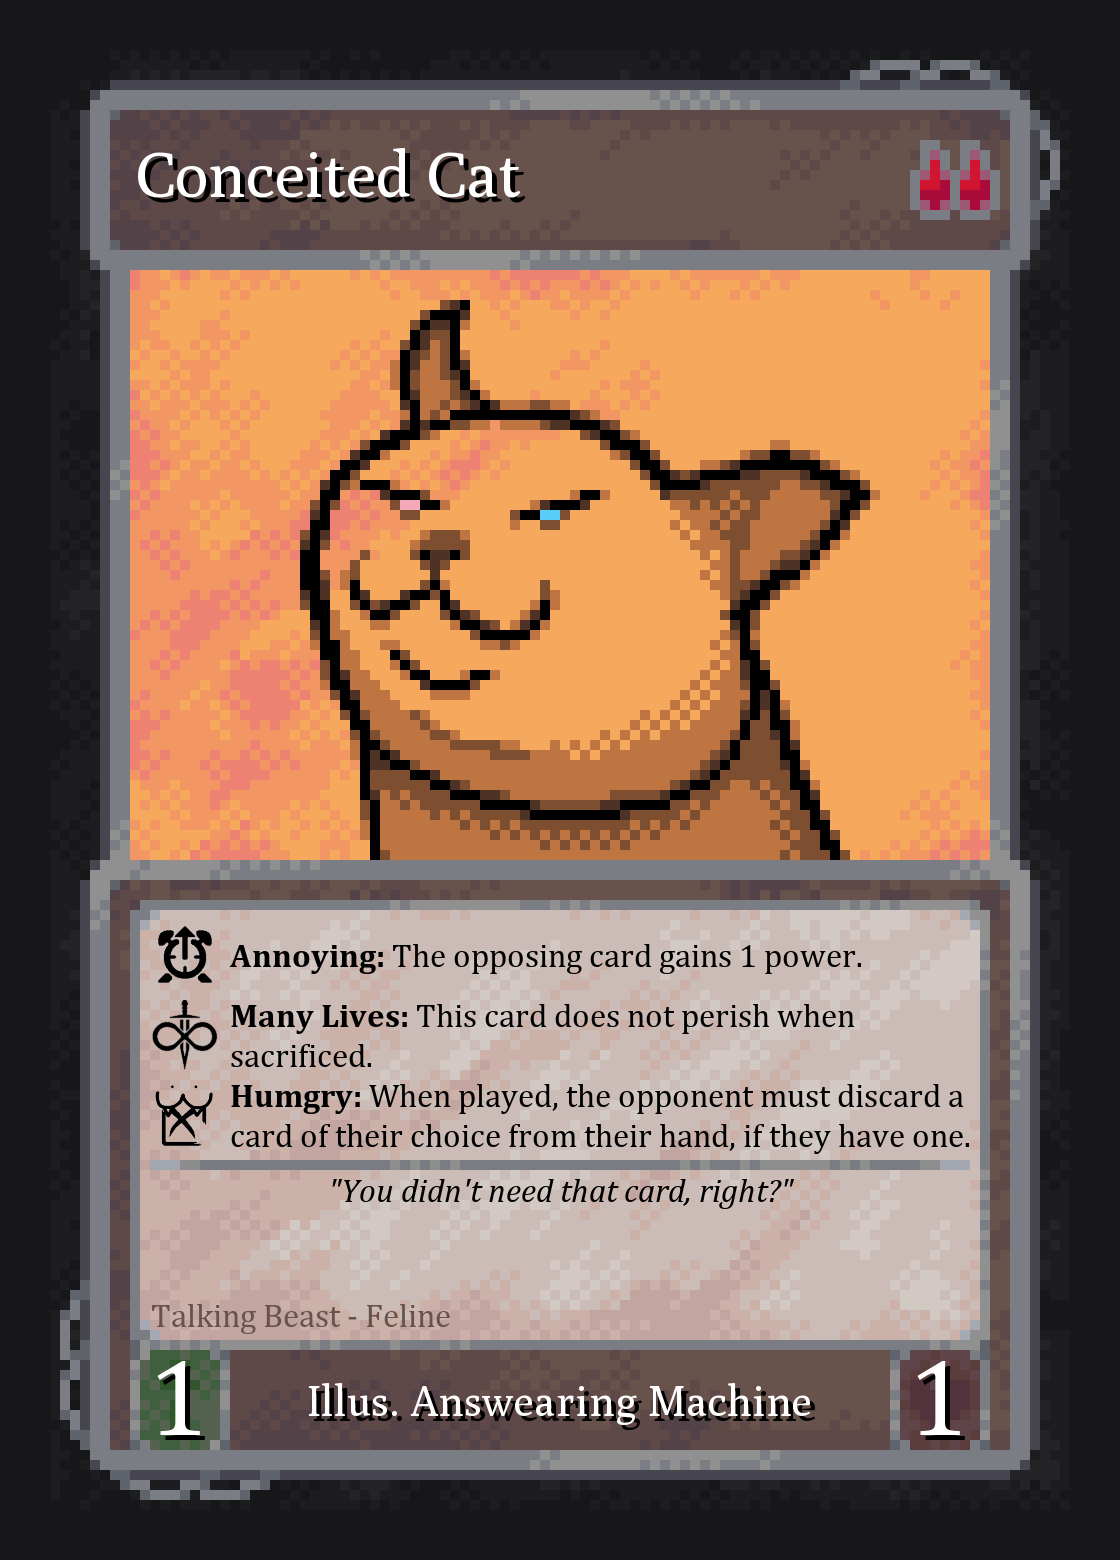 Conceited Cat
Annoying: The opposing card gains 1 power.
Many Lives: This card does not perish when
sacrificed.
Humgry: When played, the opponent must discard a
card of their choice from their hand, if they have one.
"You didn't need that card, right?"
Talking Beast - Feline
1
Illus. Answearing Machine
1